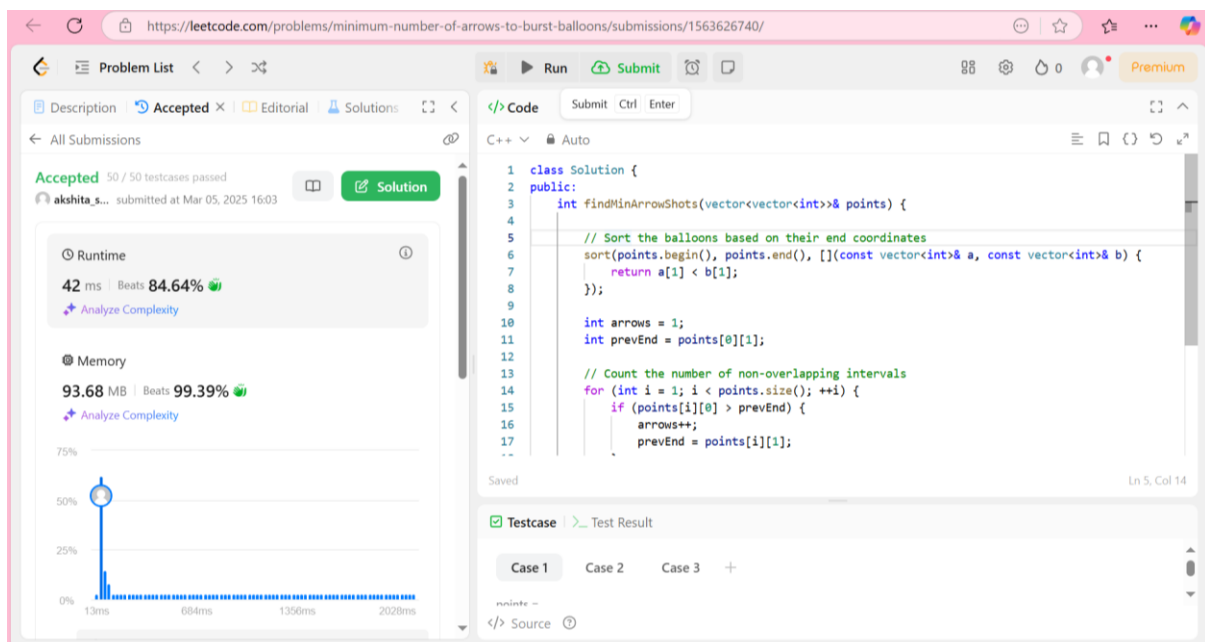 https://leetcode.com/problems/minimum-number-of-arrows-to-burst-balloons/submissions/1563626740/
Problem List
Run
Submit
0
Premium
Description
Accepted
Editorial
Solutions
All Submissions
Accepted 50 / 50 testcases passed
akshita_s... submitted at Mar 05, 2025 16:03
Solution
Runtime
42 ms Beats 84.64%
Analyze Complexity
Memory
93.68 MB Beats 99.39%
Analyze Complexity
75%
50%
25%
0%
13ms 684ms 1356ms 2028ms
</> Code
Submit Ctrl Enter
C++ Auto
1 class Solution {
2 public:
3 int findMinArrowShots(vector<vector<int>>& points) {
4
5 // Sort the balloons based on their end coordinates
6 sort(points.begin(), points.end(), [](const vector<int>& a, const vector<int>& b) {
7 return a[1] < b[1];
8 });
9
10 int arrows = 1;
11 int prevEnd = points[0][1];
12
13 // Count the number of non-overlapping intervals
14 for (int i = 1; i < points.size(); ++i) {
15 if (points[i][0] > prevEnd) {
16 arrows++;
17 prevEnd = points[i][1];
Saved
Ln 5, Col 14
Testcase
>_ Test Result
Case 1 Case 2 Case 3 +
points =
</> Source